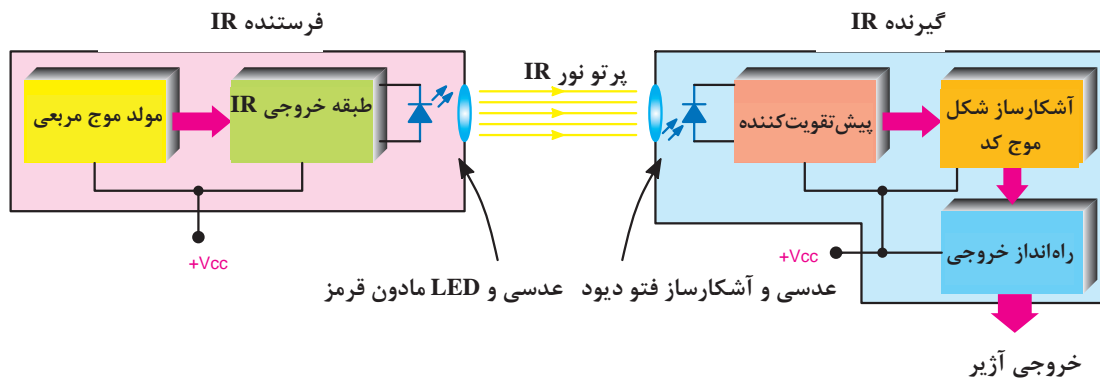 گیرنده IR
فرستنده IR
آشکارساز شکل
موج کد
پیش‌تقویت‌کننده
پرتو نور IR
طبقه خروجی IR
مولد موج مربعی
راه‌انداز خروجی
+Vcc
+Vcc
عدسی و آشکارساز فتو دیود
عدسی و LED مادون قرمز
خروجی آژیر